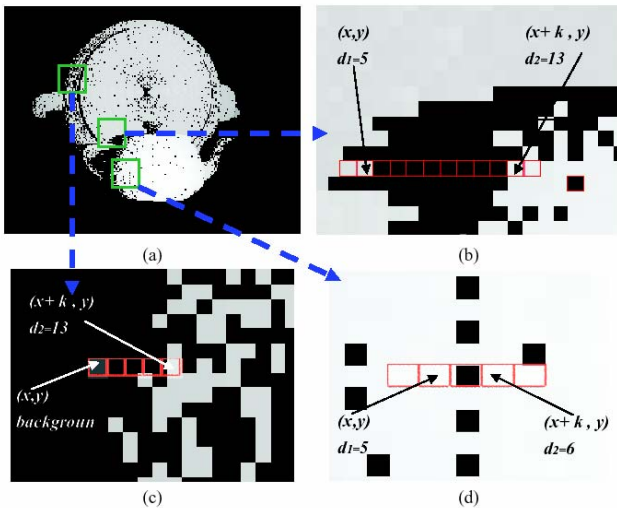 (x,y)
d1=5
(x+ k , y)
d2=13
(a)
(b)
(x+ k , y)
d2=13
(x,y)
backgroun
(c)
(x,y)
d1=5
(x+ k , y)
d2=6
(d)